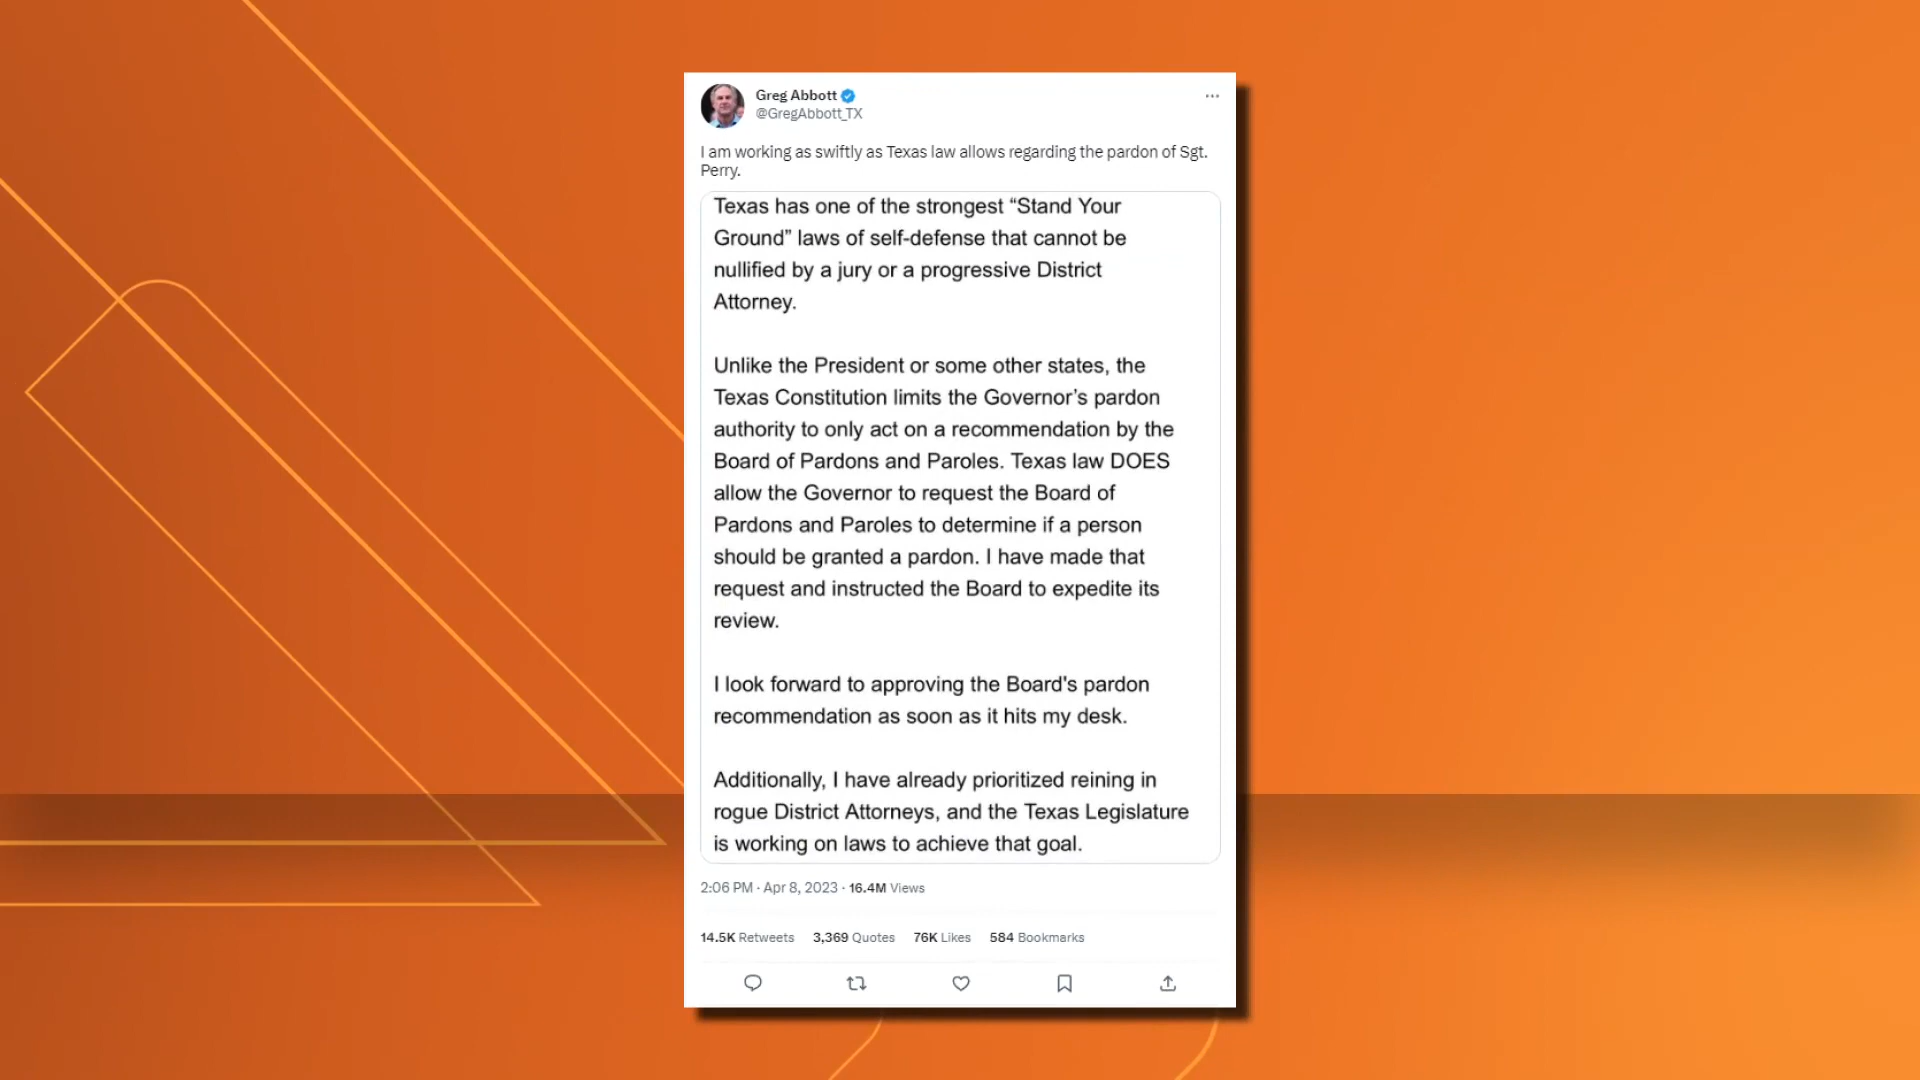 Greg Abbott
@GregAbbott_TX
I am working as swiftly as Texas law allows regarding the pardon of Sgt.
Perry.
Texas has one of the strongest “Stand Your
Ground” laws of self-defense that cannot be
nullified by a jury or a progressive District
Attorney.
Unlike the President or some other states, the
Texas Constitution limits the Governor’s pardon
authority to only act on a recommendation by the
Board of Pardons and Paroles. Texas law DOES
allow the Governor to request the Board of
Pardons and Paroles to determine if a person
should be granted a pardon. I have made that
request and instructed the Board to expedite its
review.
I look forward to approving the Board's pardon
recommendation as soon as it hits my desk.
Additionally, I have already prioritized reining in
rogue District Attorneys, and the Texas Legislature
is working on laws to achieve that goal.
2:06 PM · Apr 8, 2023 · 16.4M Views
14.5K Retweets 3,369 Quotes 76K Likes 584 Bookmarks